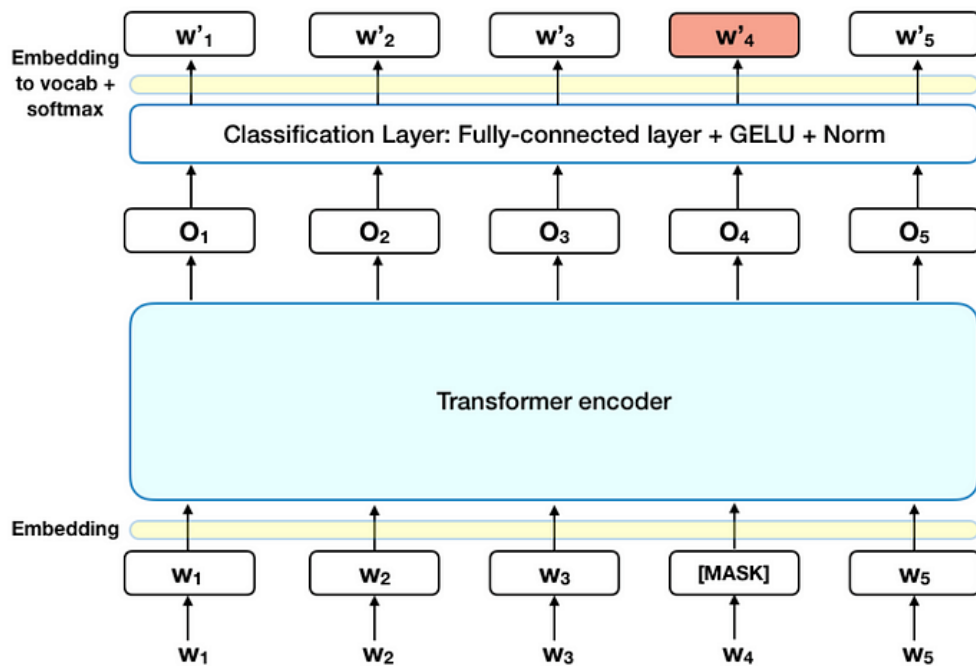 w'₁ w'₂ w'₃ w'₄ w'₅
Embedding
to vocab +
softmax
Classification Layer: Fully-connected layer + GELU + Norm
O₁ O₂ O₃ O₄ O₅
Transformer encoder
Embedding
w₁ w₂ w₃ [MASK] w₅
w₁ w₂ w₃ w₄ w₅